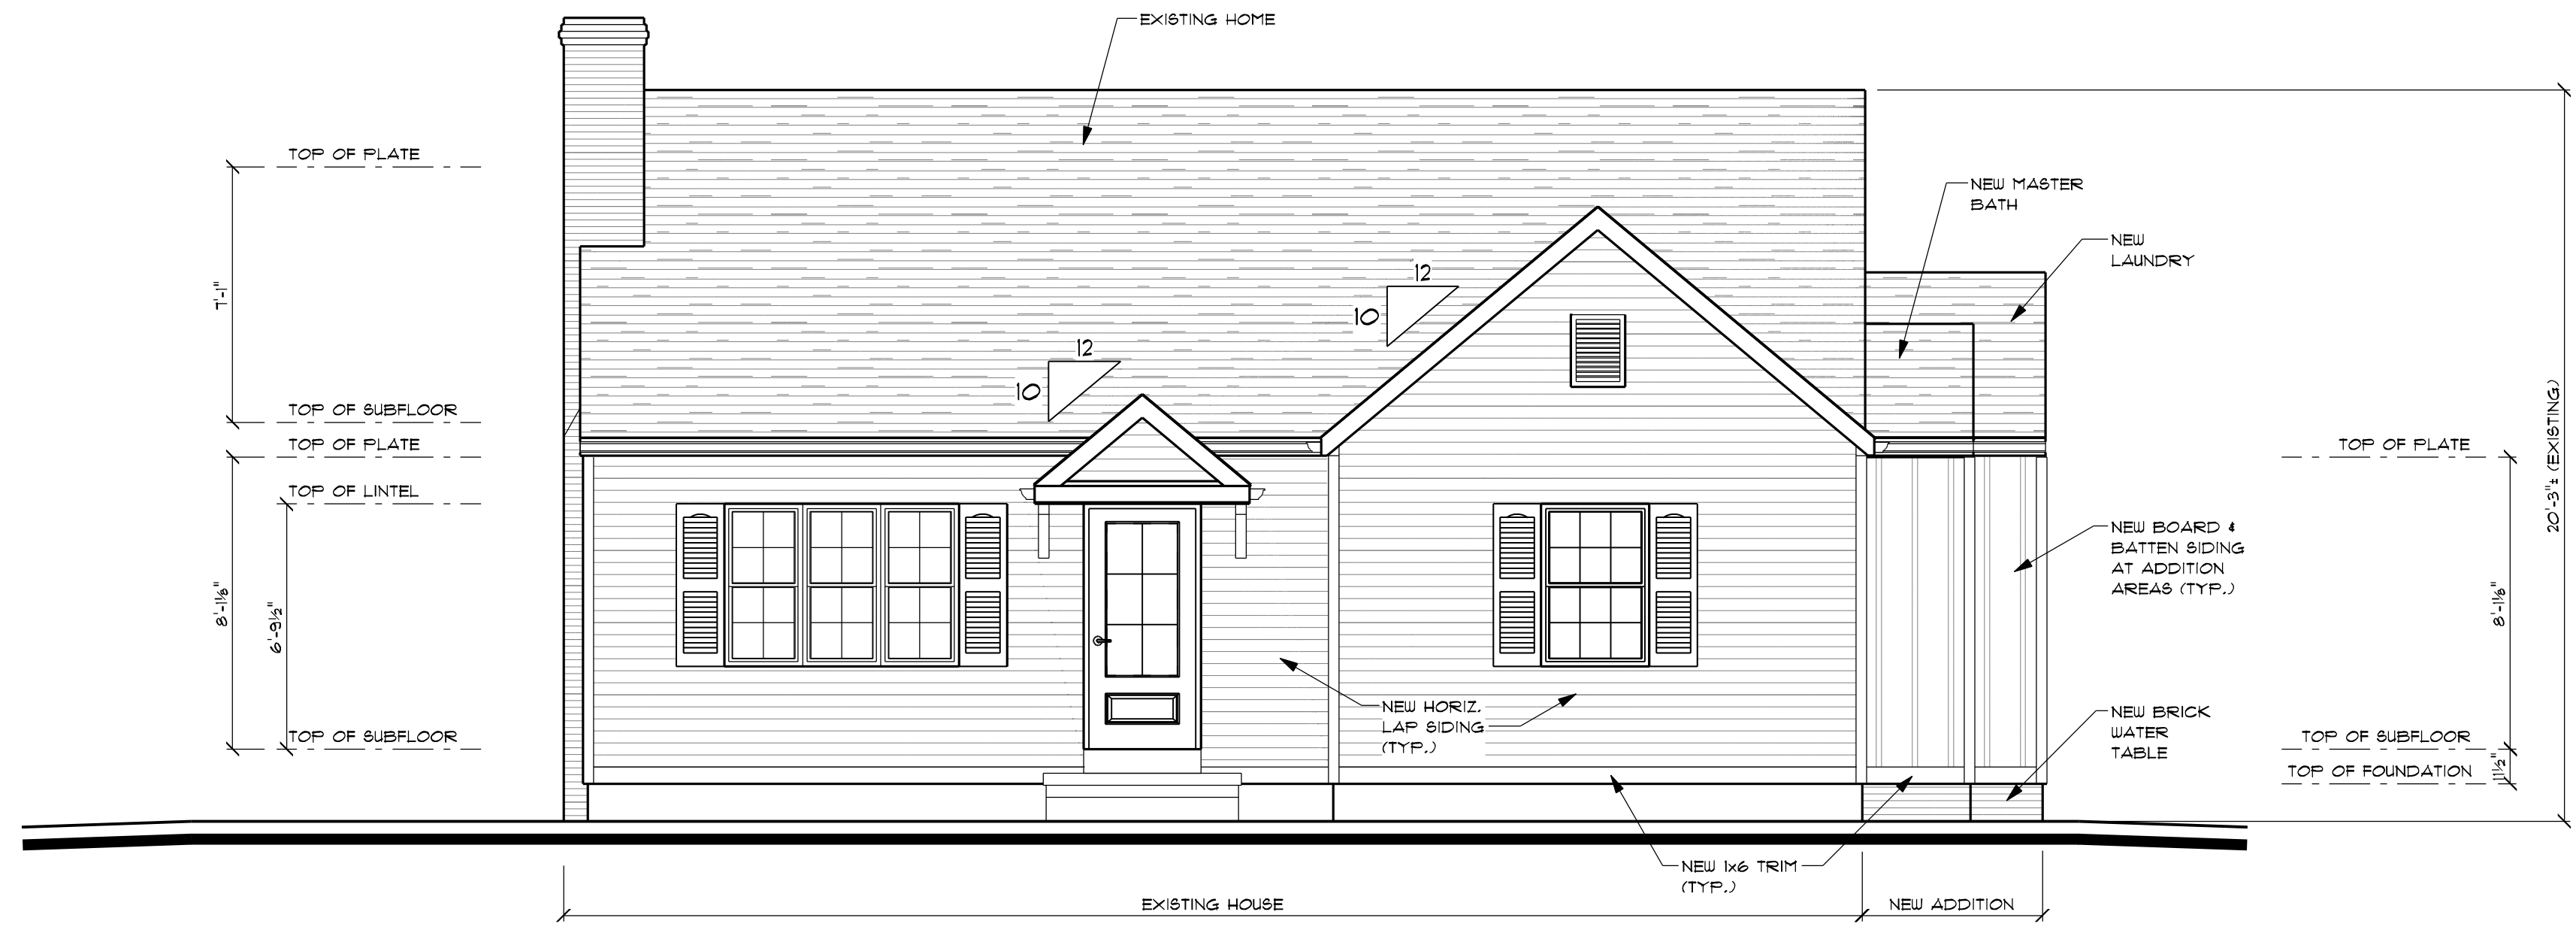 EXISTING HOME
TOP OF PLATE
7'-1"
TOP OF SUBFLOOR
TOP OF PLATE
TOP OF LINTEL
8'-1⅛"
6'-9½"
TOP OF SUBFLOOR
12
10
12
10
NEW MASTER
BATH
NEW
LAUNDRY
NEW BOARD &
BATTEN SIDING
AT ADDITION
AREAS (TYP.)
NEW HORIZ.
LAP SIDING
(TYP.)
NEW BRICK
WATER
TABLE
NEW 1x6 TRIM
(TYP.)
EXISTING HOUSE
NEW ADDITION
TOP OF PLATE
8'-1⅛"
TOP OF SUBFLOOR
TOP OF FOUNDATION
11½"
20'-3"± (EXISTING)